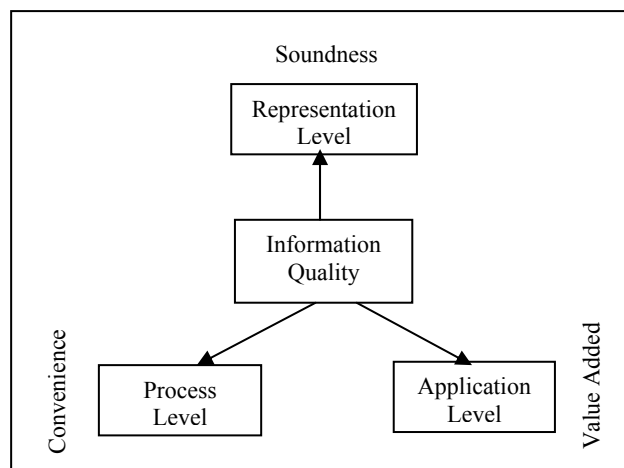 Soundness
Representation
Level
Information
Quality
Convenience
Process
Level
Application
Level
Value Added